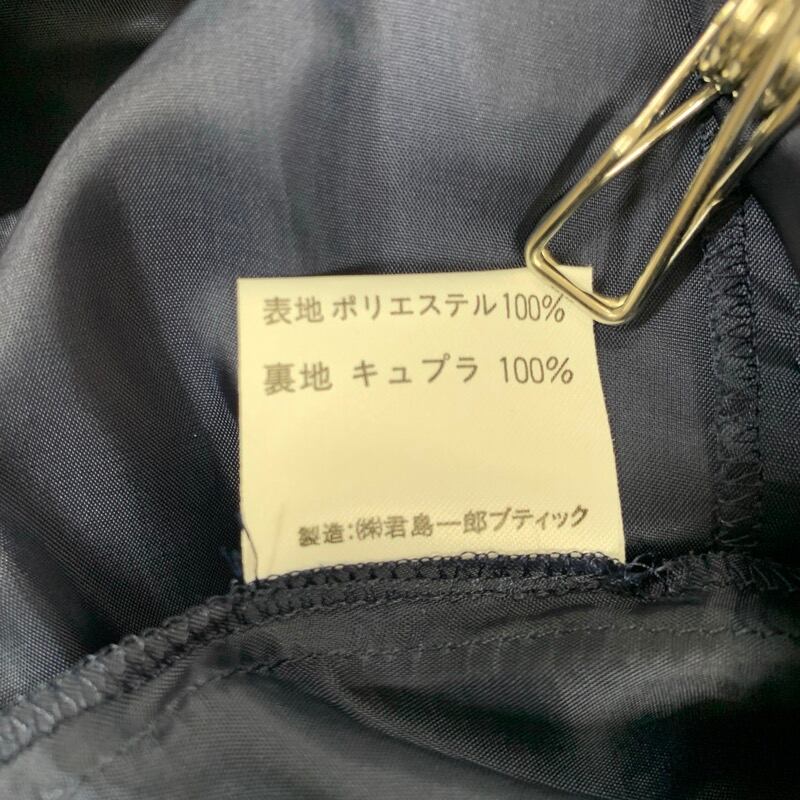 表地 ポリエステル100%
裏地 キュプラ 100%
製造:㈱君島一郎ブティック